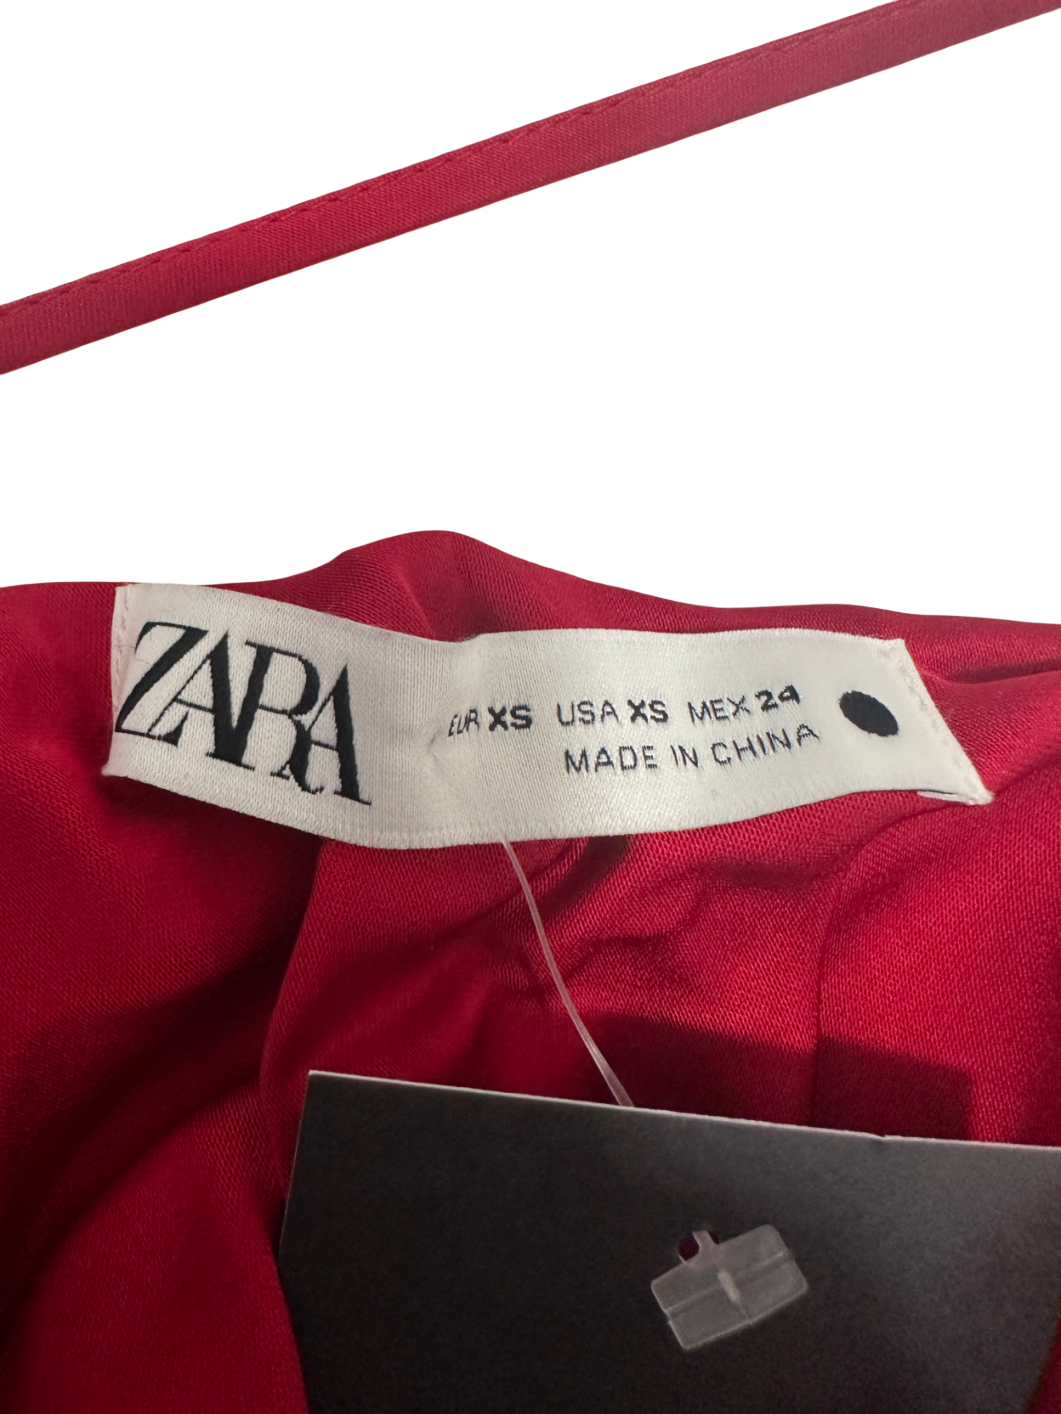 ZARA
EUR XS USA XS MEX 24
MADE IN CHINA